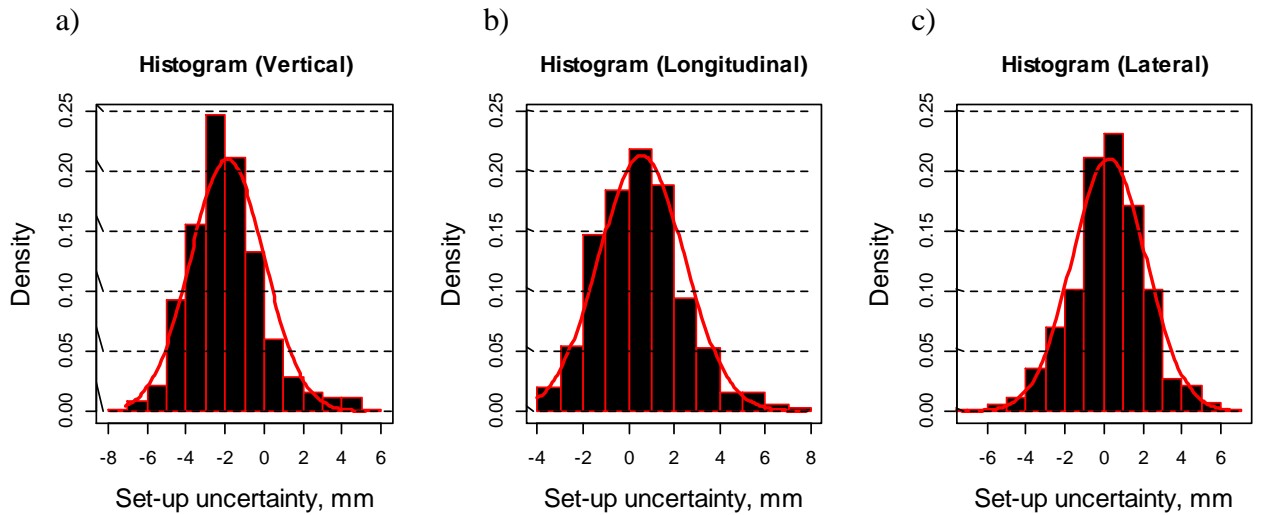 a) b) c)
Histogram (Vertical) Histogram (Longitudinal) Histogram (Lateral)
Density
0.00 0.05 0.10 0.15 0.20 0.25
-8 -6 -4 -2 0 2 4 6
Set-up uncertainty, mm
Density
0.00 0.05 0.10 0.15 0.20 0.25
-4 -2 0 2 4 6 8
Set-up uncertainty, mm
Density
0.00 0.05 0.10 0.15 0.20 0.25
-6 -4 -2 0 2 4 6
Set-up uncertainty, mm